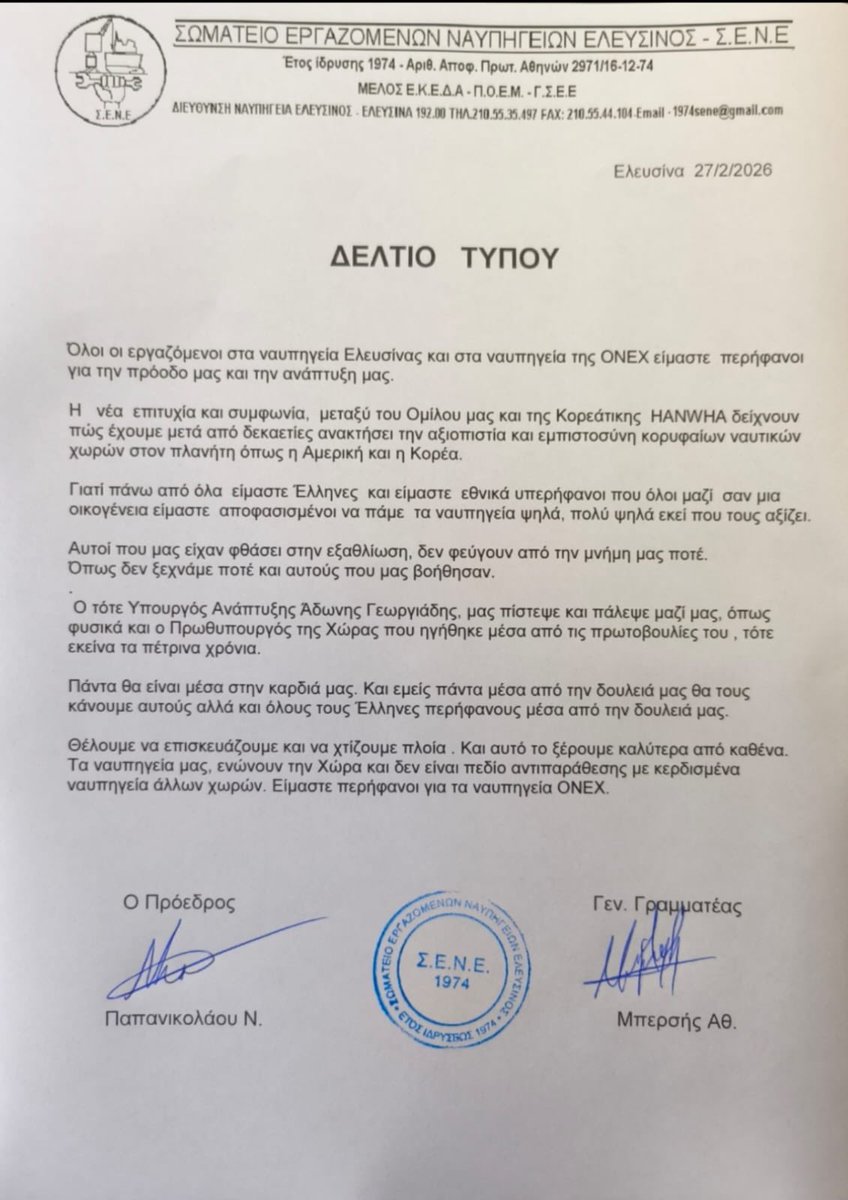 ΣΩΜΑΤΕΙΟ ΕΡΓΑΖΟΜΕΝΩΝ ΝΑΥΠΗΓΕΙΩΝ ΕΛΕΥΣΙΝΟΣ - Σ.Ε.Ν.Ε
Έτος ίδρυσης 1974 - Αριθ. Αποφ. Πρωτ. Αθηνών 2971/16-12-74
ΜΕΛΟΣ Ε.Κ.Ε.Δ.Α - Π.Ο.Ε.Μ. - Γ.Σ.Ε.Ε
ΔΙΕΥΘΥΝΣΗ ΝΑΥΠΗΓΕΙΑ ΕΛΕΥΣΙΝΟΣ - ΕΛΕΥΣΙΝΑ 192.00 ΤΗΛ.210.55.35.497 FAX: 210.55.44.104 Email - 1974sene@gmail.com
Σ.Ε.Ν.Ε
Ελευσίνα 27/2/2026
ΔΕΛΤΙΟ ΤΥΠΟΥ
Όλοι οι εργαζόμενοι στα ναυπηγεία Ελευσίνας και στα ναυπηγεία της ONEX είμαστε περήφανοι
για την πρόοδο μας και την ανάπτυξη μας.
Η νέα επιτυχία και συμφωνία, μεταξύ του Ομίλου μας και της Κορεάτικης HANWHA δείχνουν
πώς έχουμε μετά από δεκαετίες ανακτήσει την αξιοπιστία και εμπιστοσύνη κορυφαίων ναυτικών
χωρών στον πλανήτη όπως η Αμερική και η Κορέα.
Γιατί πάνω από όλα είμαστε Έλληνες και είμαστε εθνικά υπερήφανοι που όλοι μαζί σαν μια
οικογένεια είμαστε αποφασισμένοι να πάμε τα ναυπηγεία ψηλά, πολύ ψηλά εκεί που τους αξίζει.
Αυτοί που μας είχαν φθάσει στην εξαθλίωση, δεν φεύγουν από την μνήμη μας ποτέ.
Όπως δεν ξεχνάμε ποτέ και αυτούς που μας βοήθησαν.
.
Ο τότε Υπουργός Ανάπτυξης Άδωνης Γεωργιάδης, μας πίστεψε και πάλεψε μαζί μας, όπως
φυσικά και ο Πρωθυπουργός της Χώρας που ηγήθηκε μέσα από τις πρωτοβουλίες του , τότε
εκείνα τα πέτρινα χρόνια.
Πάντα θα είναι μέσα στην καρδιά μας. Και εμείς πάντα μέσα από την δουλειά μας θα τους
κάνουμε αυτούς αλλά και όλους τους Έλληνες περήφανους μέσα από την δουλειά μας.
Θέλουμε να επισκευάζουμε και να χτίζουμε πλοία . Και αυτό το ξέρουμε καλύτερα από καθένα.
Τα ναυπηγεία μας, ενώνουν την Χώρα και δεν είναι πεδίο αντιπαράθεσης με κερδισμένα
ναυπηγεία άλλων χωρών. Είμαστε περήφανοι για τα ναυπηγεία ONEX.
Ο Πρόεδρος
Γεν. Γραμματέας
ΣΩΜΑΤΕΙΟ ΕΡΓΑΖΟΜΕΝΩΝ ΝΑΥΠΗΓΕΙΩΝ ΕΛΕΥΣΙΝΟΣ
Σ.Ε.Ν.Ε.
1974
• ΕΤΟΣ ΙΔΡΥΣΕΩΣ 1974 •
Παπανικολάου Ν.
Μπερσής Αθ.